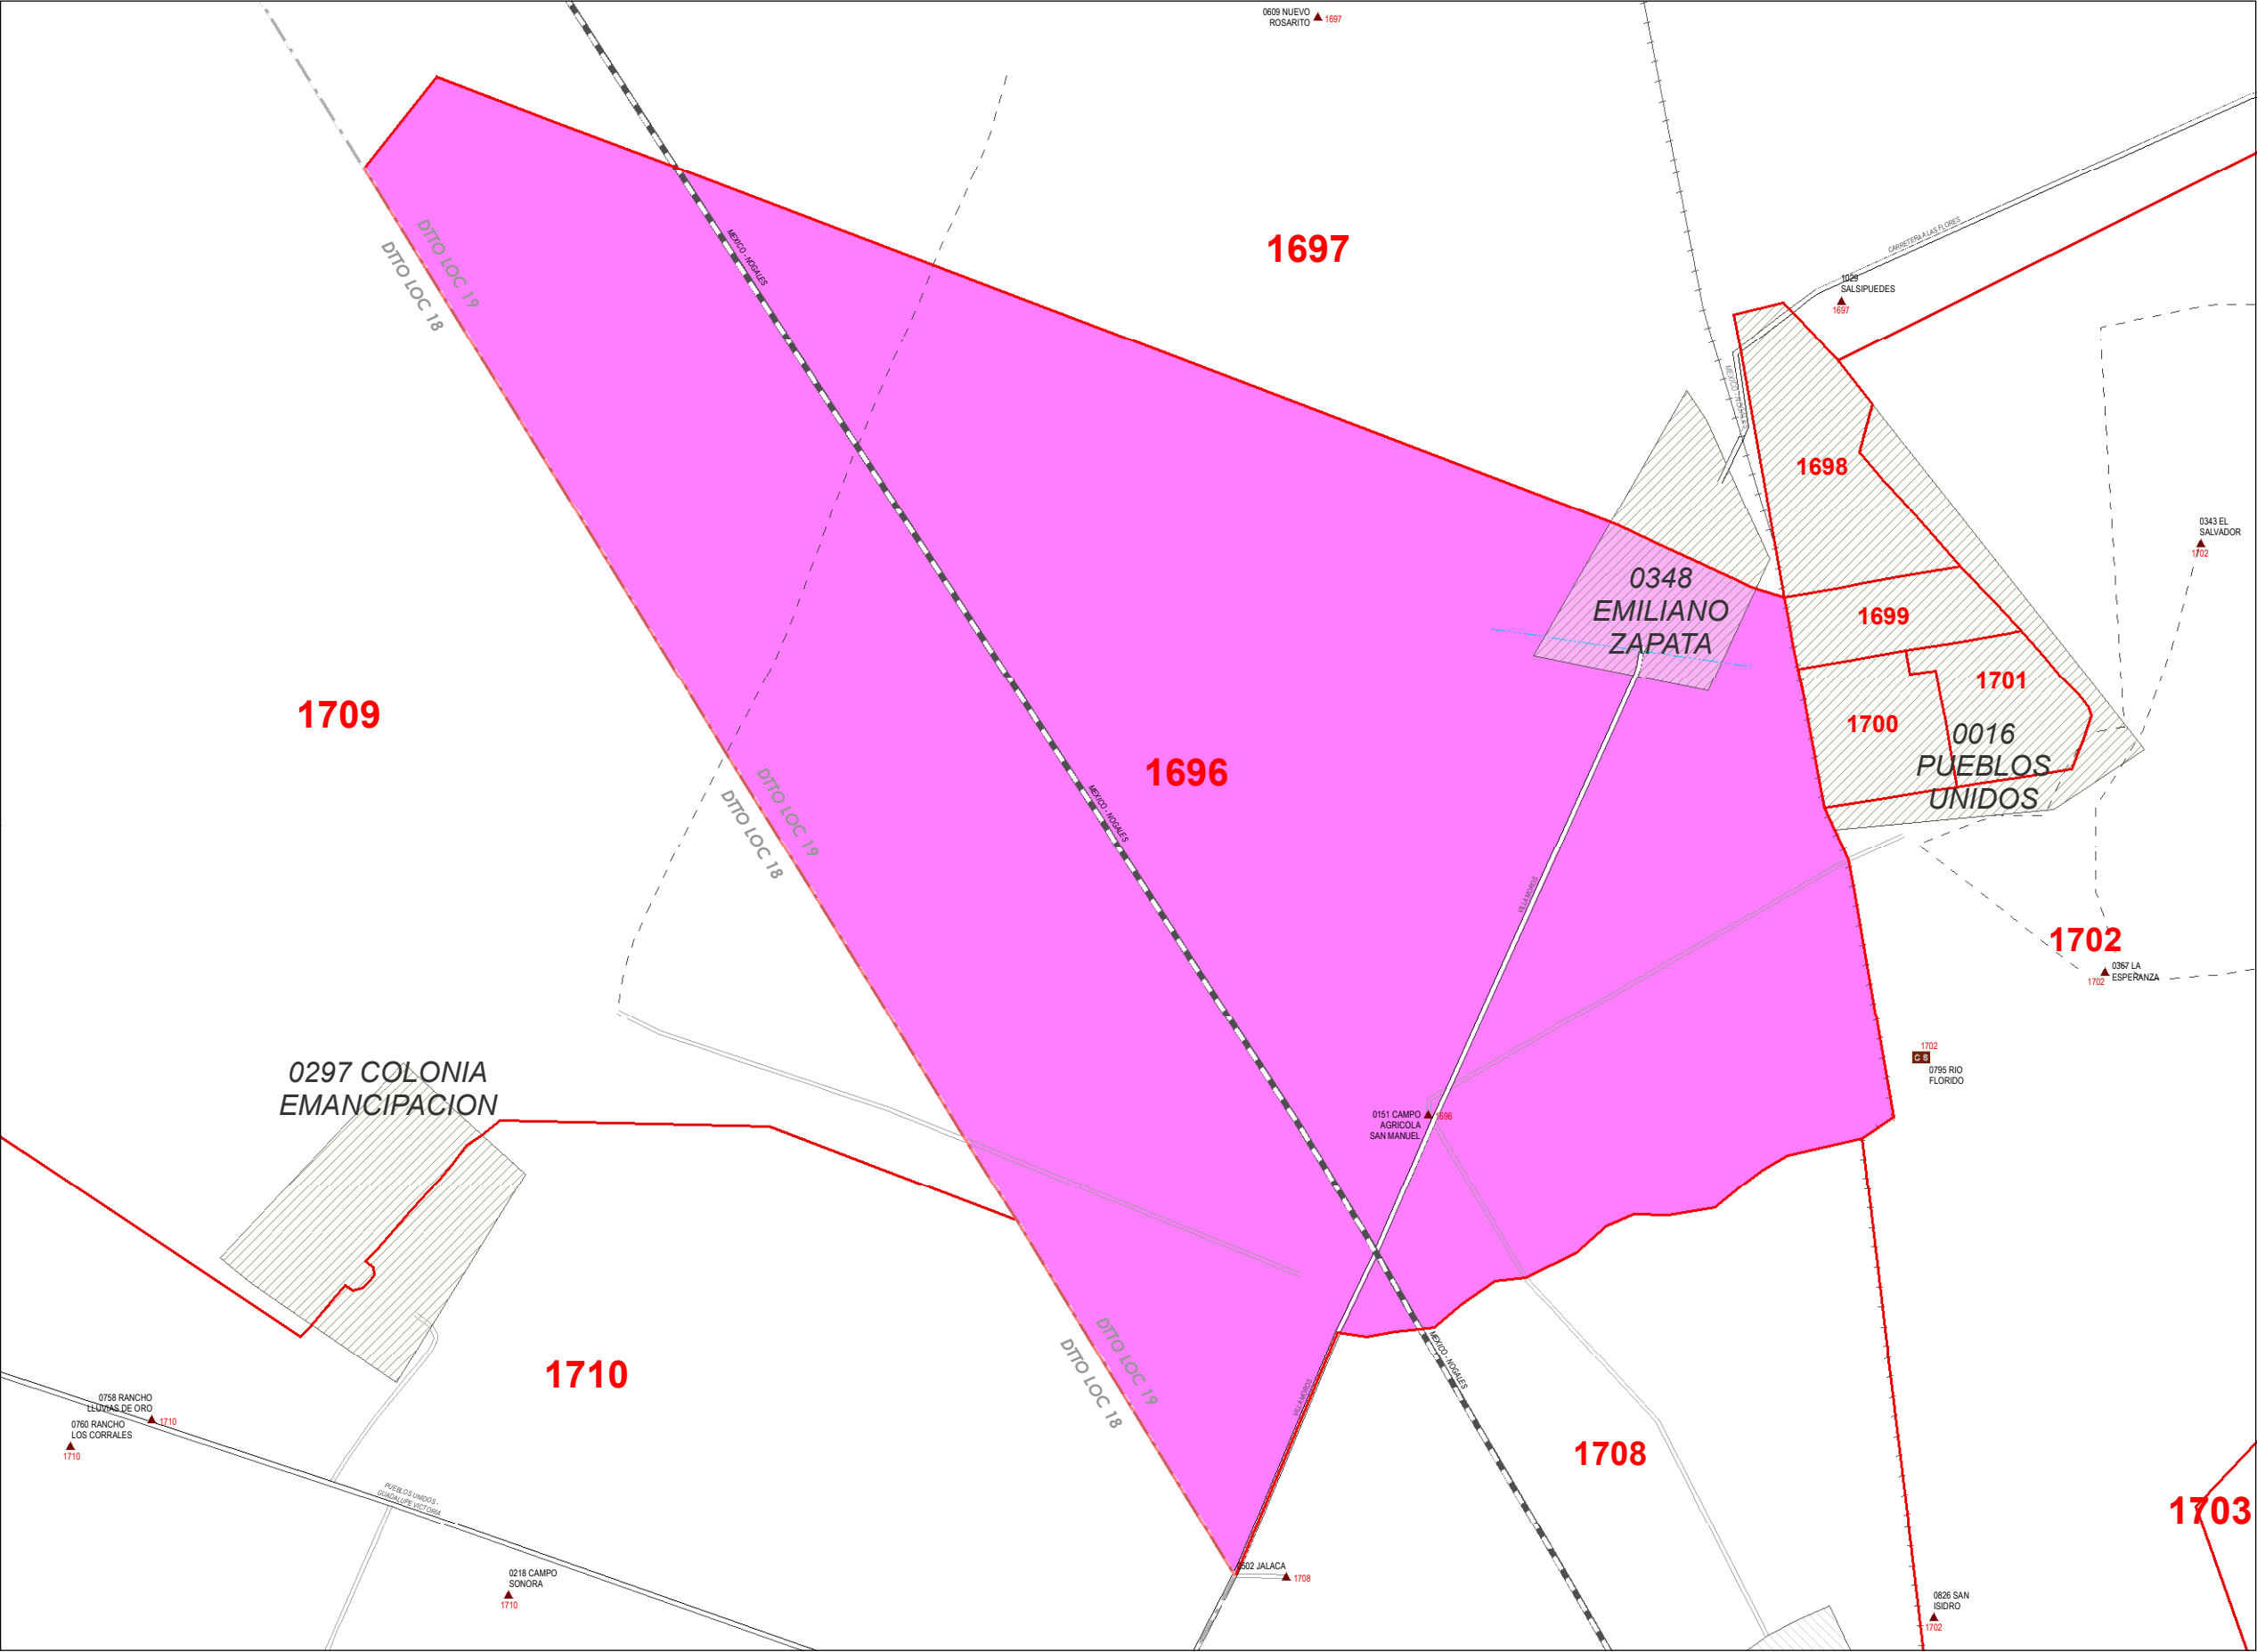 0609 NUEVO
ROSARITO
1697
CARRETERA A LAS FLORES
1697
MEXICO - NOGALES
DTTO LOC 19
DTTO LOC 18
1029
SALSIPUEDES
1697
MEXICO - NOGALES
1698
0343 EL
SALVADOR
1702
0348
EMILIANO
ZAPATA
1699
1701
1709
1700
0016
PUEBLOS
UNIDOS
1696
MEXICO - NOGALES
DTTO LOC 19
DTTO LOC 18
VILLAMOROS
1702
0367 LA
ESPERANZA
1702
1702
C S
0795 RIO
FLORIDO
0297 COLONIA
EMANCIPACION
0151 CAMPO
AGRICOLA
SAN MANUEL
1696
DTTO LOC 19
DTTO LOC 18
MEXICO - NOGALES
VILLAMOROS
1710
0758 RANCHO
LLUVIAS DE ORO
1710
0760 RANCHO
LOS CORRALES
1710
1708
PUEBLOS UNIDOS -
GUADALUPE VICTORIA
1703
0218 CAMPO
SONORA
1710
0502 JALACA
1708
0826 SAN
ISIDRO
1702